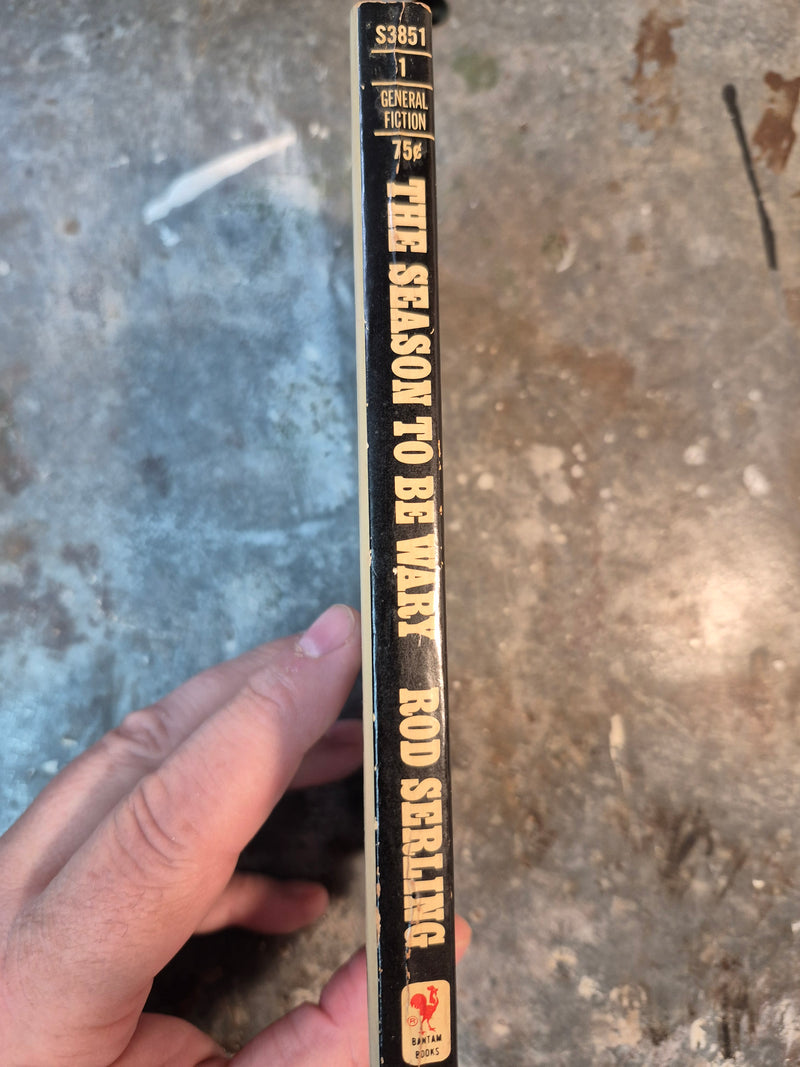 S3851
1
GENERAL
FICTION
75¢
THE SEASON TO BE WARY ROD SERLING
®
BANTAM
BOOKS